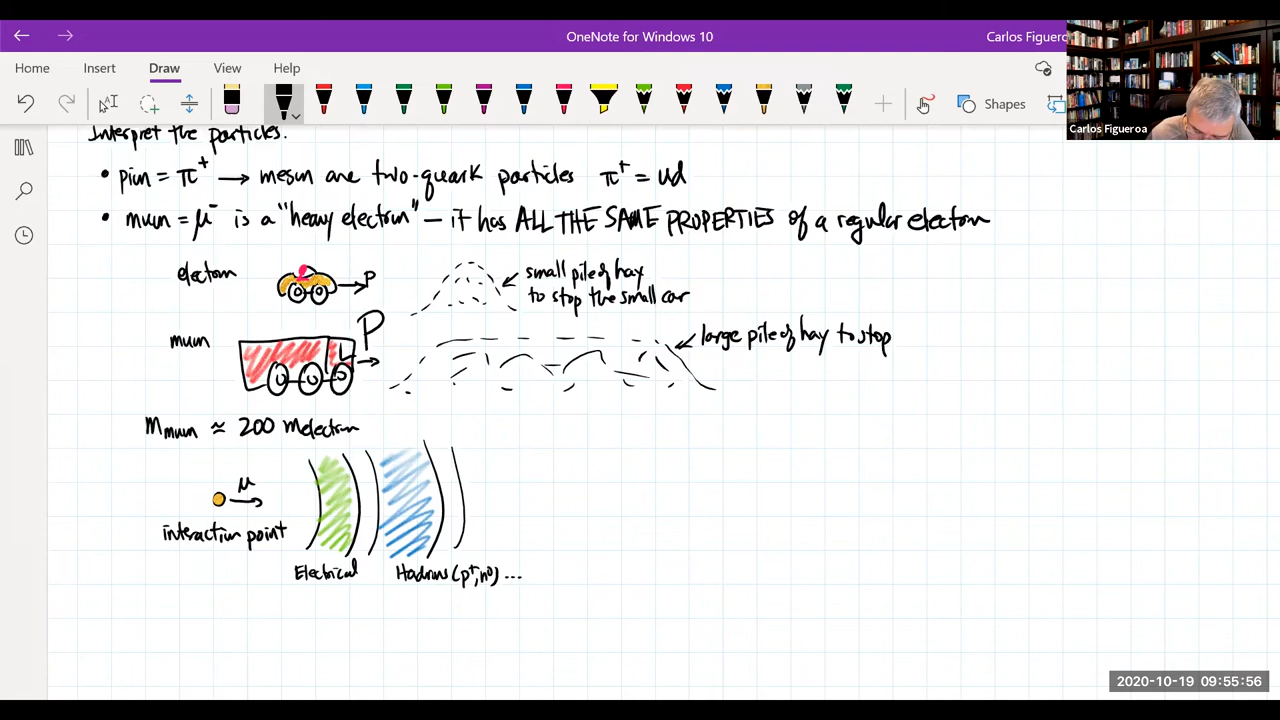 OneNote for Windows 10
Carlos Figuero
Home Insert Draw View Help
Shapes
Carlos Figueroa
Interpret the particles.
• pion = π⁺ → meson are two-quark particles π⁺ = ud
• muon = μ⁻ is a "heavy electron" – it has ALL THE SAME PROPERTIES of a regular electron
electron
P
small pile of hay
to stop the small car
muon
P
large pile of hay to stop
Mmuon ≈ 200 Melectron
μ
interaction point
Electrical
Hadrons (p⁺, n⁰) ...
2020-10-19 09:55:56